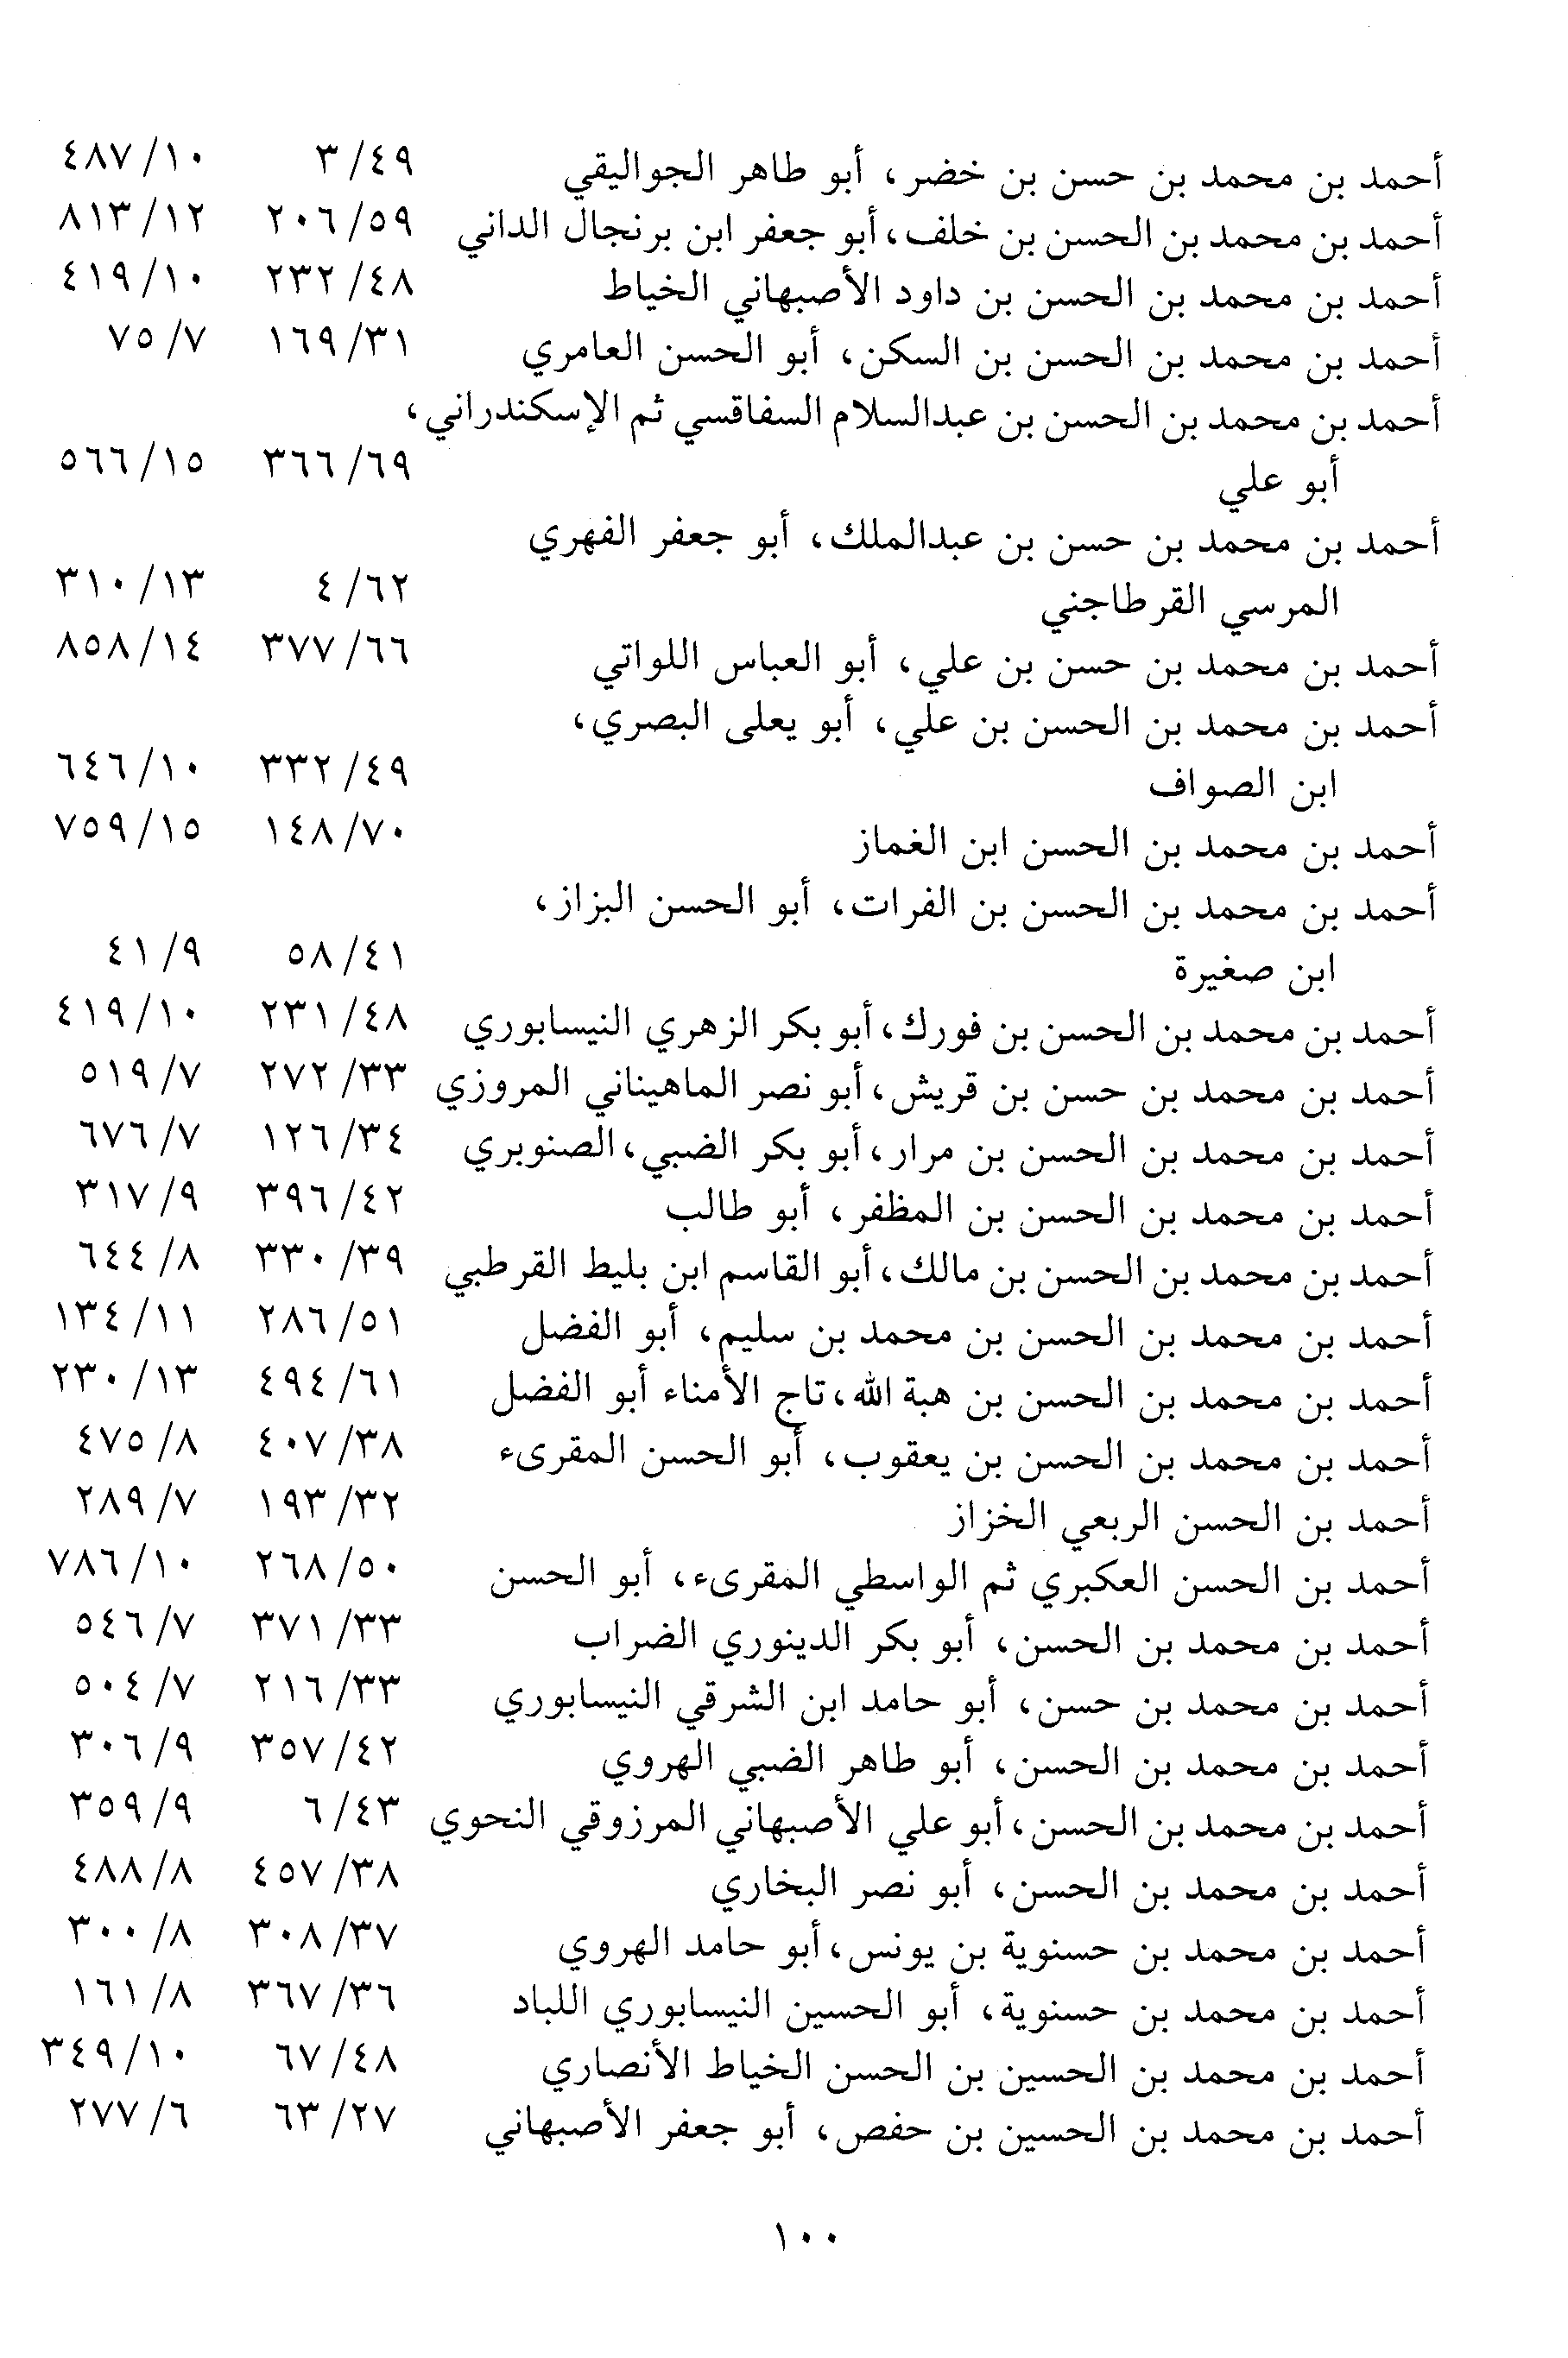 أحمد بن محمد بن حسن بن خضر، أبو طاهر الجواليقي ٤٩/ ٣ ١٠/ ٤٨٧
أحمد بن محمد بن الحسن بن خلف، أبو جعفر ابن برنجال الداني ٥٩/ ٢٠٦ ١٢/ ٨١٣
أحمد بن محمد بن الحسن بن داود الأصبهاني الخياط ٤٨/ ٢٣٢ ١٠/ ٤١٩
أحمد بن محمد بن الحسن بن السكن، أبو الحسن العامري ٣١/ ١٦٩ ٧/ ٧٥
أحمد بن محمد بن الحسن بن عبدالسلام السفاقسي ثم الإسكندراني،
أبو علي ٦٩/ ٣٦٦ ١٥/ ٥٦٦
أحمد بن محمد بن حسن بن عبدالملك، أبو جعفر الفهري
المرسي القرطاجني ٦٢/ ٤ ١٣/ ٣١٠
أحمد بن محمد بن حسن بن علي، أبو العباس اللواتي ٦٦/ ٣٧٧ ١٤/ ٨٥٨
أحمد بن محمد بن الحسن بن علي، أبو يعلى البصري،
ابن الصواف ٤٩/ ٣٣٢ ١٠/ ٦٤٦
أحمد بن محمد بن الحسن ابن الغماز ٧٠/ ١٤٨ ١٥/ ٧٥٩
أحمد بن محمد بن الحسن بن الفرات، أبو الحسن البزاز،
ابن صغيرة ٤١/ ٥٨ ٩/ ٤١
أحمد بن محمد بن الحسن بن فورك، أبو بكر الزهري النيسابوري ٤٨/ ٢٣١ ١٠/ ٤١٩
أحمد بن محمد بن حسن بن قريش، أبو نصر الماهيناني المروزي ٣٣/ ٢٧٢ ٧/ ٥١٩
أحمد بن محمد بن الحسن بن مرار، أبو بكر الضبي، الصنوبري ٣٤/ ١٢٦ ٧/ ٦٧٦
أحمد بن محمد بن الحسن بن المظفر، أبو طالب ٤٢/ ٣٩٦ ٩/ ٣١٧
أحمد بن محمد بن الحسن بن مالك، أبو القاسم ابن بليط القرطبي ٣٩/ ٣٣٠ ٨/ ٦٤٤
أحمد بن محمد بن الحسن بن محمد بن سليم، أبو الفضل ٥١/ ٢٨٦ ١١/ ١٣٤
أحمد بن محمد بن الحسن بن هبة الله، تاج الأمناء أبو الفضل ٦١/ ٤٩٤ ١٣/ ٢٣٠
أحمد بن محمد بن الحسن بن يعقوب، أبو الحسن المقرىء ٣٨/ ٤٠٧ ٨/ ٤٧٥
أحمد بن الحسن الربعي الخزاز ٣٢/ ١٩٣ ٧/ ٢٨٩
أحمد بن الحسن العكبري ثم الواسطي المقرىء، أبو الحسن ٥٠/ ٢٦٨ ١٠/ ٧٨٦
أحمد بن محمد بن الحسن، أبو بكر الدينوري الضراب ٣٣/ ٣٧١ ٧/ ٥٤٦
أحمد بن محمد بن حسن، أبو حامد ابن الشرقي النيسابوري ٣٣/ ٢١٦ ٧/ ٥٠٤
أحمد بن محمد بن الحسن، أبو طاهر الضبي الهروي ٤٢/ ٣٥٧ ٩/ ٣٠٦
أحمد بن محمد بن الحسن، أبو علي الأصبهاني المرزوقي النحوي ٤٣/ ٦ ٩/ ٣٥٩
أحمد بن محمد بن الحسن، أبو نصر البخاري ٣٨/ ٤٥٧ ٨/ ٤٨٨
أحمد بن محمد بن حسنوية بن يونس، أبو حامد الهروي ٣٧/ ٣٠٨ ٨/ ٣٠٠
أحمد بن محمد بن حسنوية، أبو الحسين النيسابوري اللباد ٣٦/ ٣٦٧ ٨/ ١٦١
أحمد بن محمد بن الحسين بن الحسن الخياط الأنصاري ٤٨/ ٦٧ ١٠/ ٣٤٩
أحمد بن محمد بن الحسين بن حفص، أبو جعفر الأصبهاني ٢٧/ ٦٣ ٦/ ٢٧٧
١٠٠